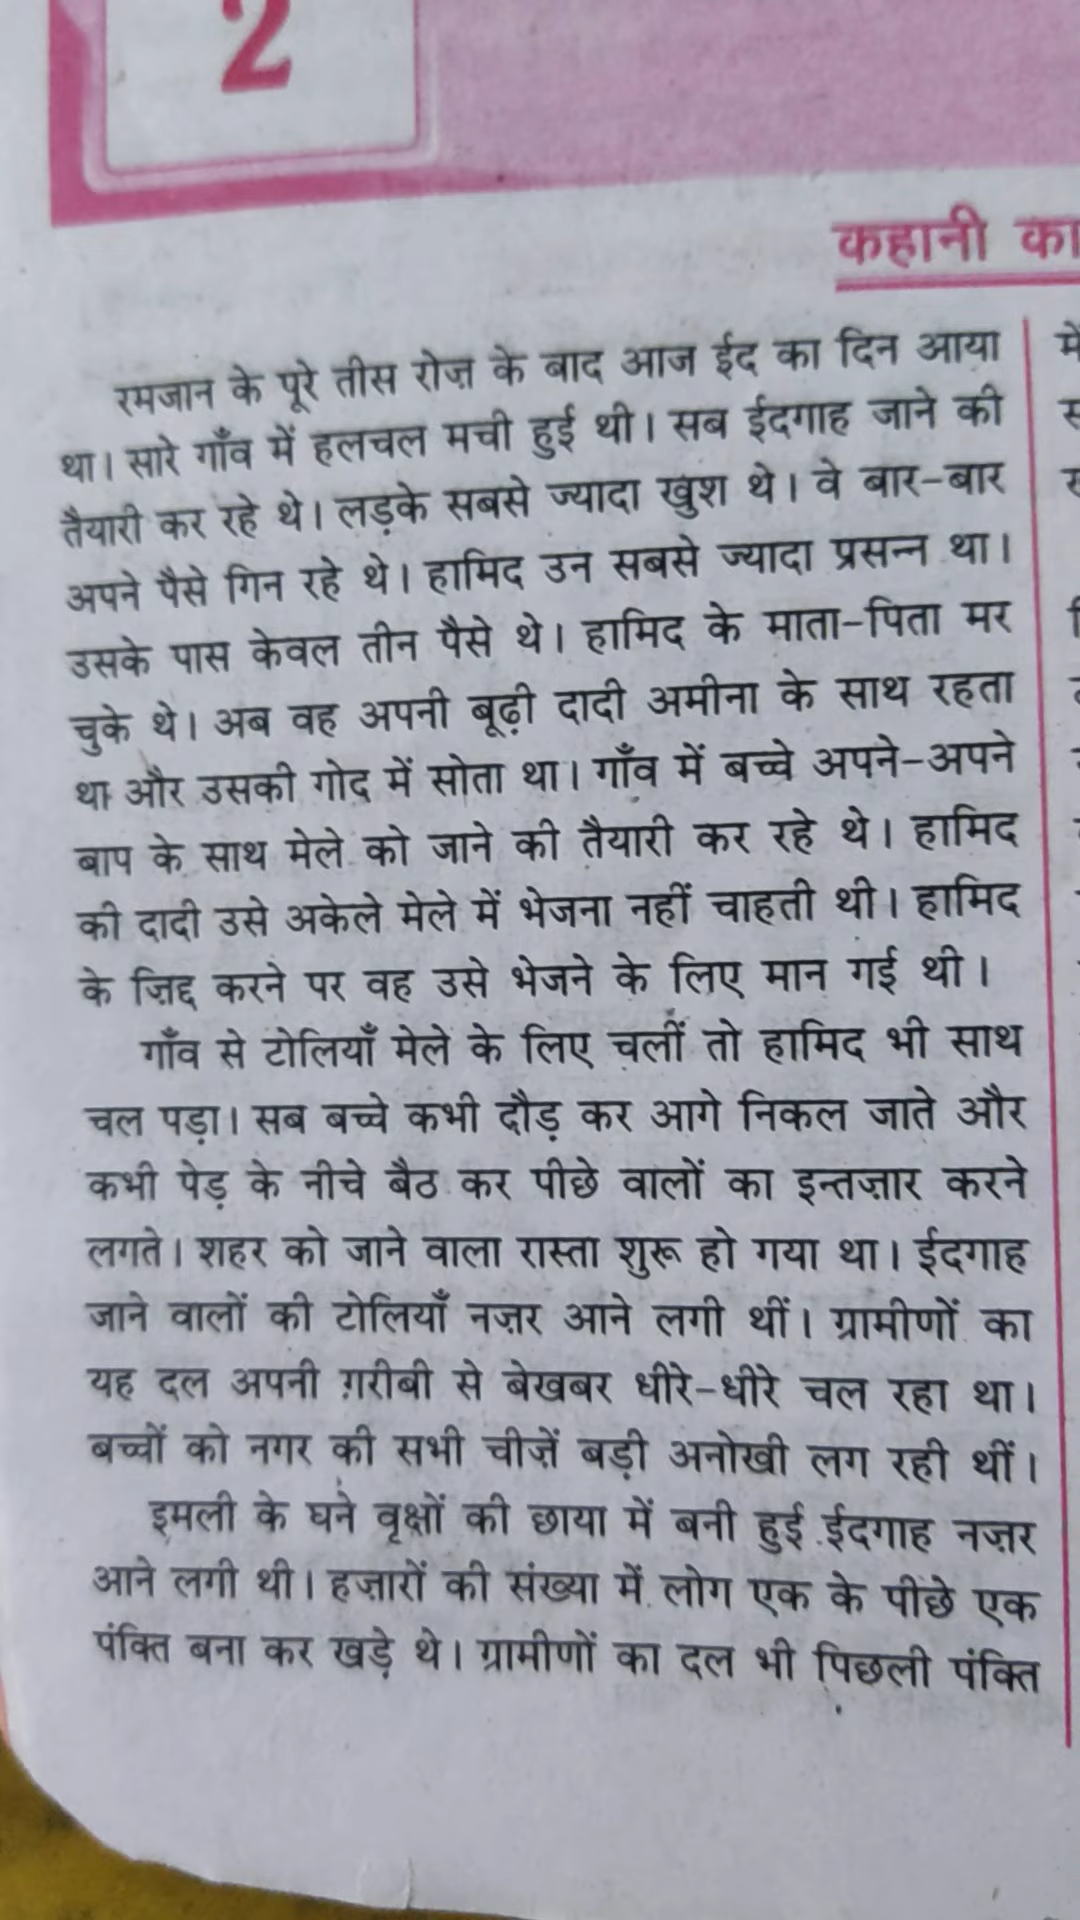 2
कहानी का
रमजान के पूरे तीस रोज़ के बाद आज ईद का दिन आया
था। सारे गाँव में हलचल मची हुई थी। सब ईदगाह जाने की
तैयारी कर रहे थे। लड़के सबसे ज्यादा खुश थे। वे बार-बार
अपने पैसे गिन रहे थे। हामिद उन सबसे ज्यादा प्रसन्न था।
उसके पास केवल तीन पैसे थे। हामिद के माता-पिता मर
चुके थे। अब वह अपनी बूढ़ी दादी अमीना के साथ रहता
था और उसकी गोद में सोता था। गाँव में बच्चे अपने-अपने
बाप के साथ मेले को जाने की तैयारी कर रहे थे। हामिद
की दादी उसे अकेले मेले में भेजना नहीं चाहती थी। हामिद
के ज़िद्द करने पर वह उसे भेजने के लिए मान गई थी।
गाँव से टोलियाँ मेले के लिए चलीं तो हामिद भी साथ
चल पड़ा। सब बच्चे कभी दौड़ कर आगे निकल जाते और
कभी पेड़ के नीचे बैठ कर पीछे वालों का इन्तज़ार करने
लगते। शहर को जाने वाला रास्ता शुरू हो गया था। ईदगाह
जाने वालों की टोलियाँ नज़र आने लगी थीं। ग्रामीणों का
यह दल अपनी ग़रीबी से बेखबर धीरे-धीरे चल रहा था।
बच्चों को नगर की सभी चीज़ें बड़ी अनोखी लग रही थीं।
इमली के घने वृक्षों की छाया में बनी हुई ईदगाह नज़र
आने लगी थी। हज़ारों की संख्या में लोग एक के पीछे एक
पंक्ति बना कर खड़े थे। ग्रामीणों का दल भी पिछली पंक्ति
में